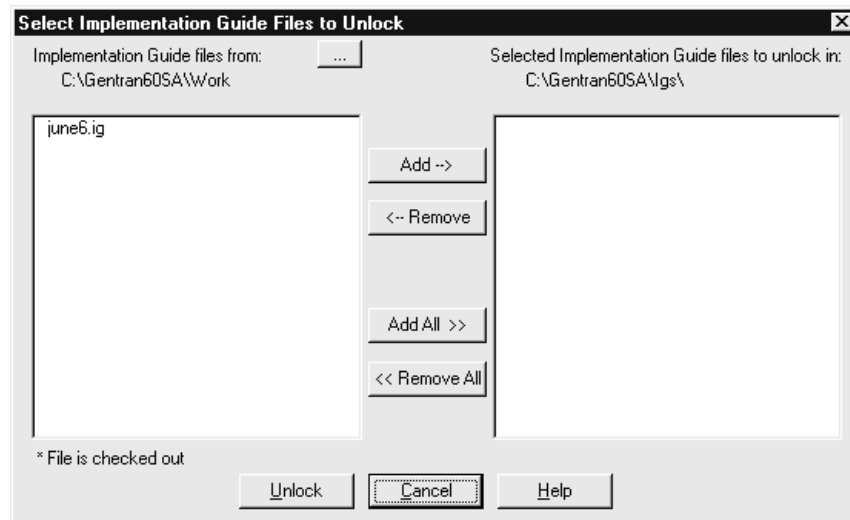 Select Implementation Guide Files to Unlock
Implementation Guide files from:
...
C:\Gentran60SA\Work
Selected Implementation Guide files to unlock in:
C:\Gentran60SA\Igs\
june6.ig
Add -->
<-- Remove
Add All >>
<< Remove All
* File is checked out
Unlock
Cancel
Help